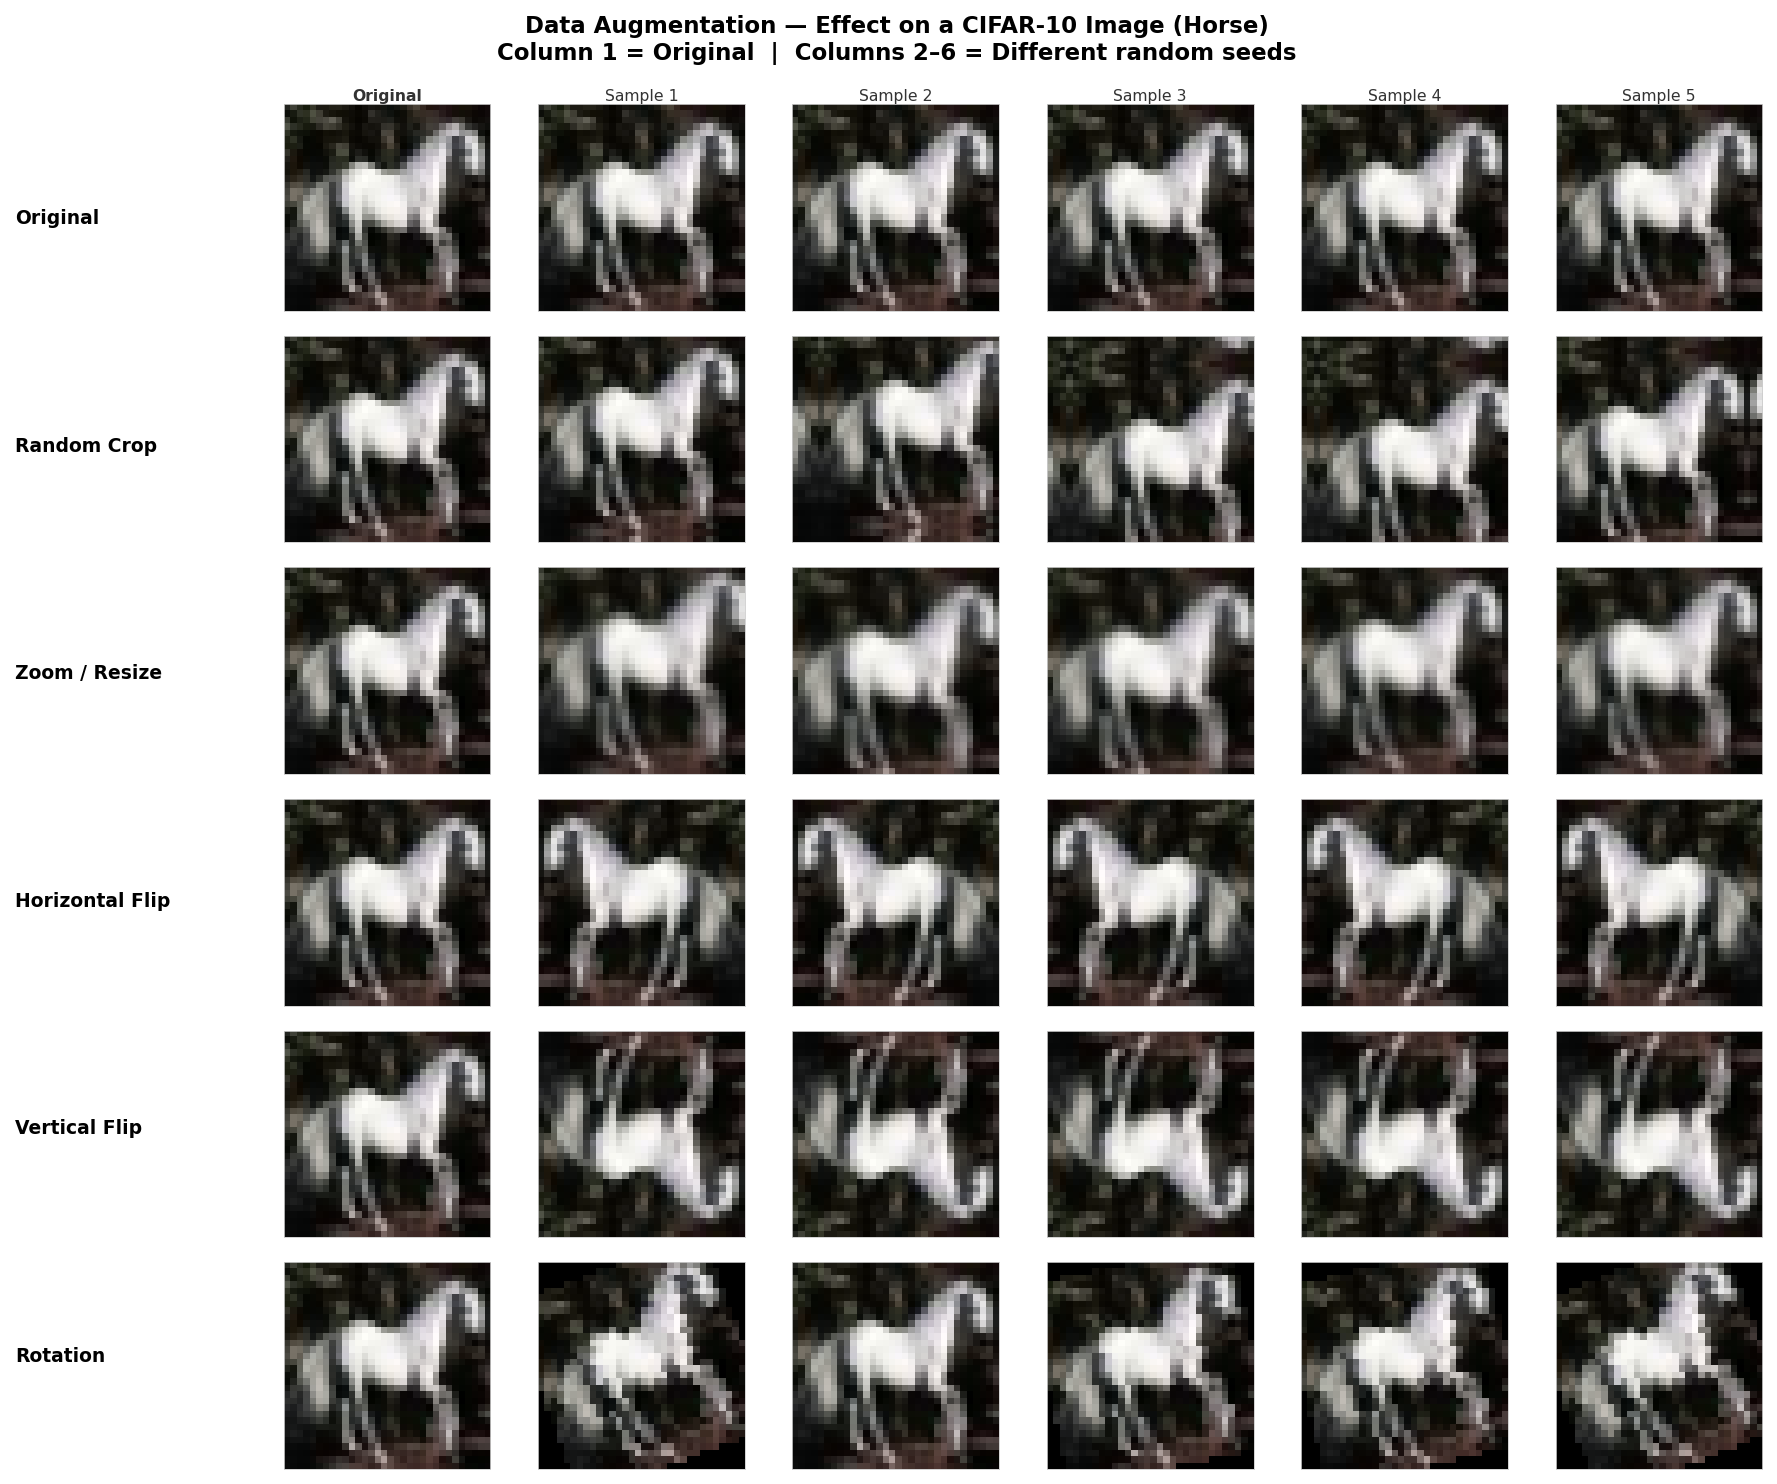 Data Augmentation — Effect on a CIFAR-10 Image (Horse)
Column 1 = Original  |  Columns 2–6 = Different random seeds
Original Sample 1 Sample 2 Sample 3 Sample 4 Sample 5
Original
Random Crop
Zoom / Resize
Horizontal Flip
Vertical Flip
Rotation